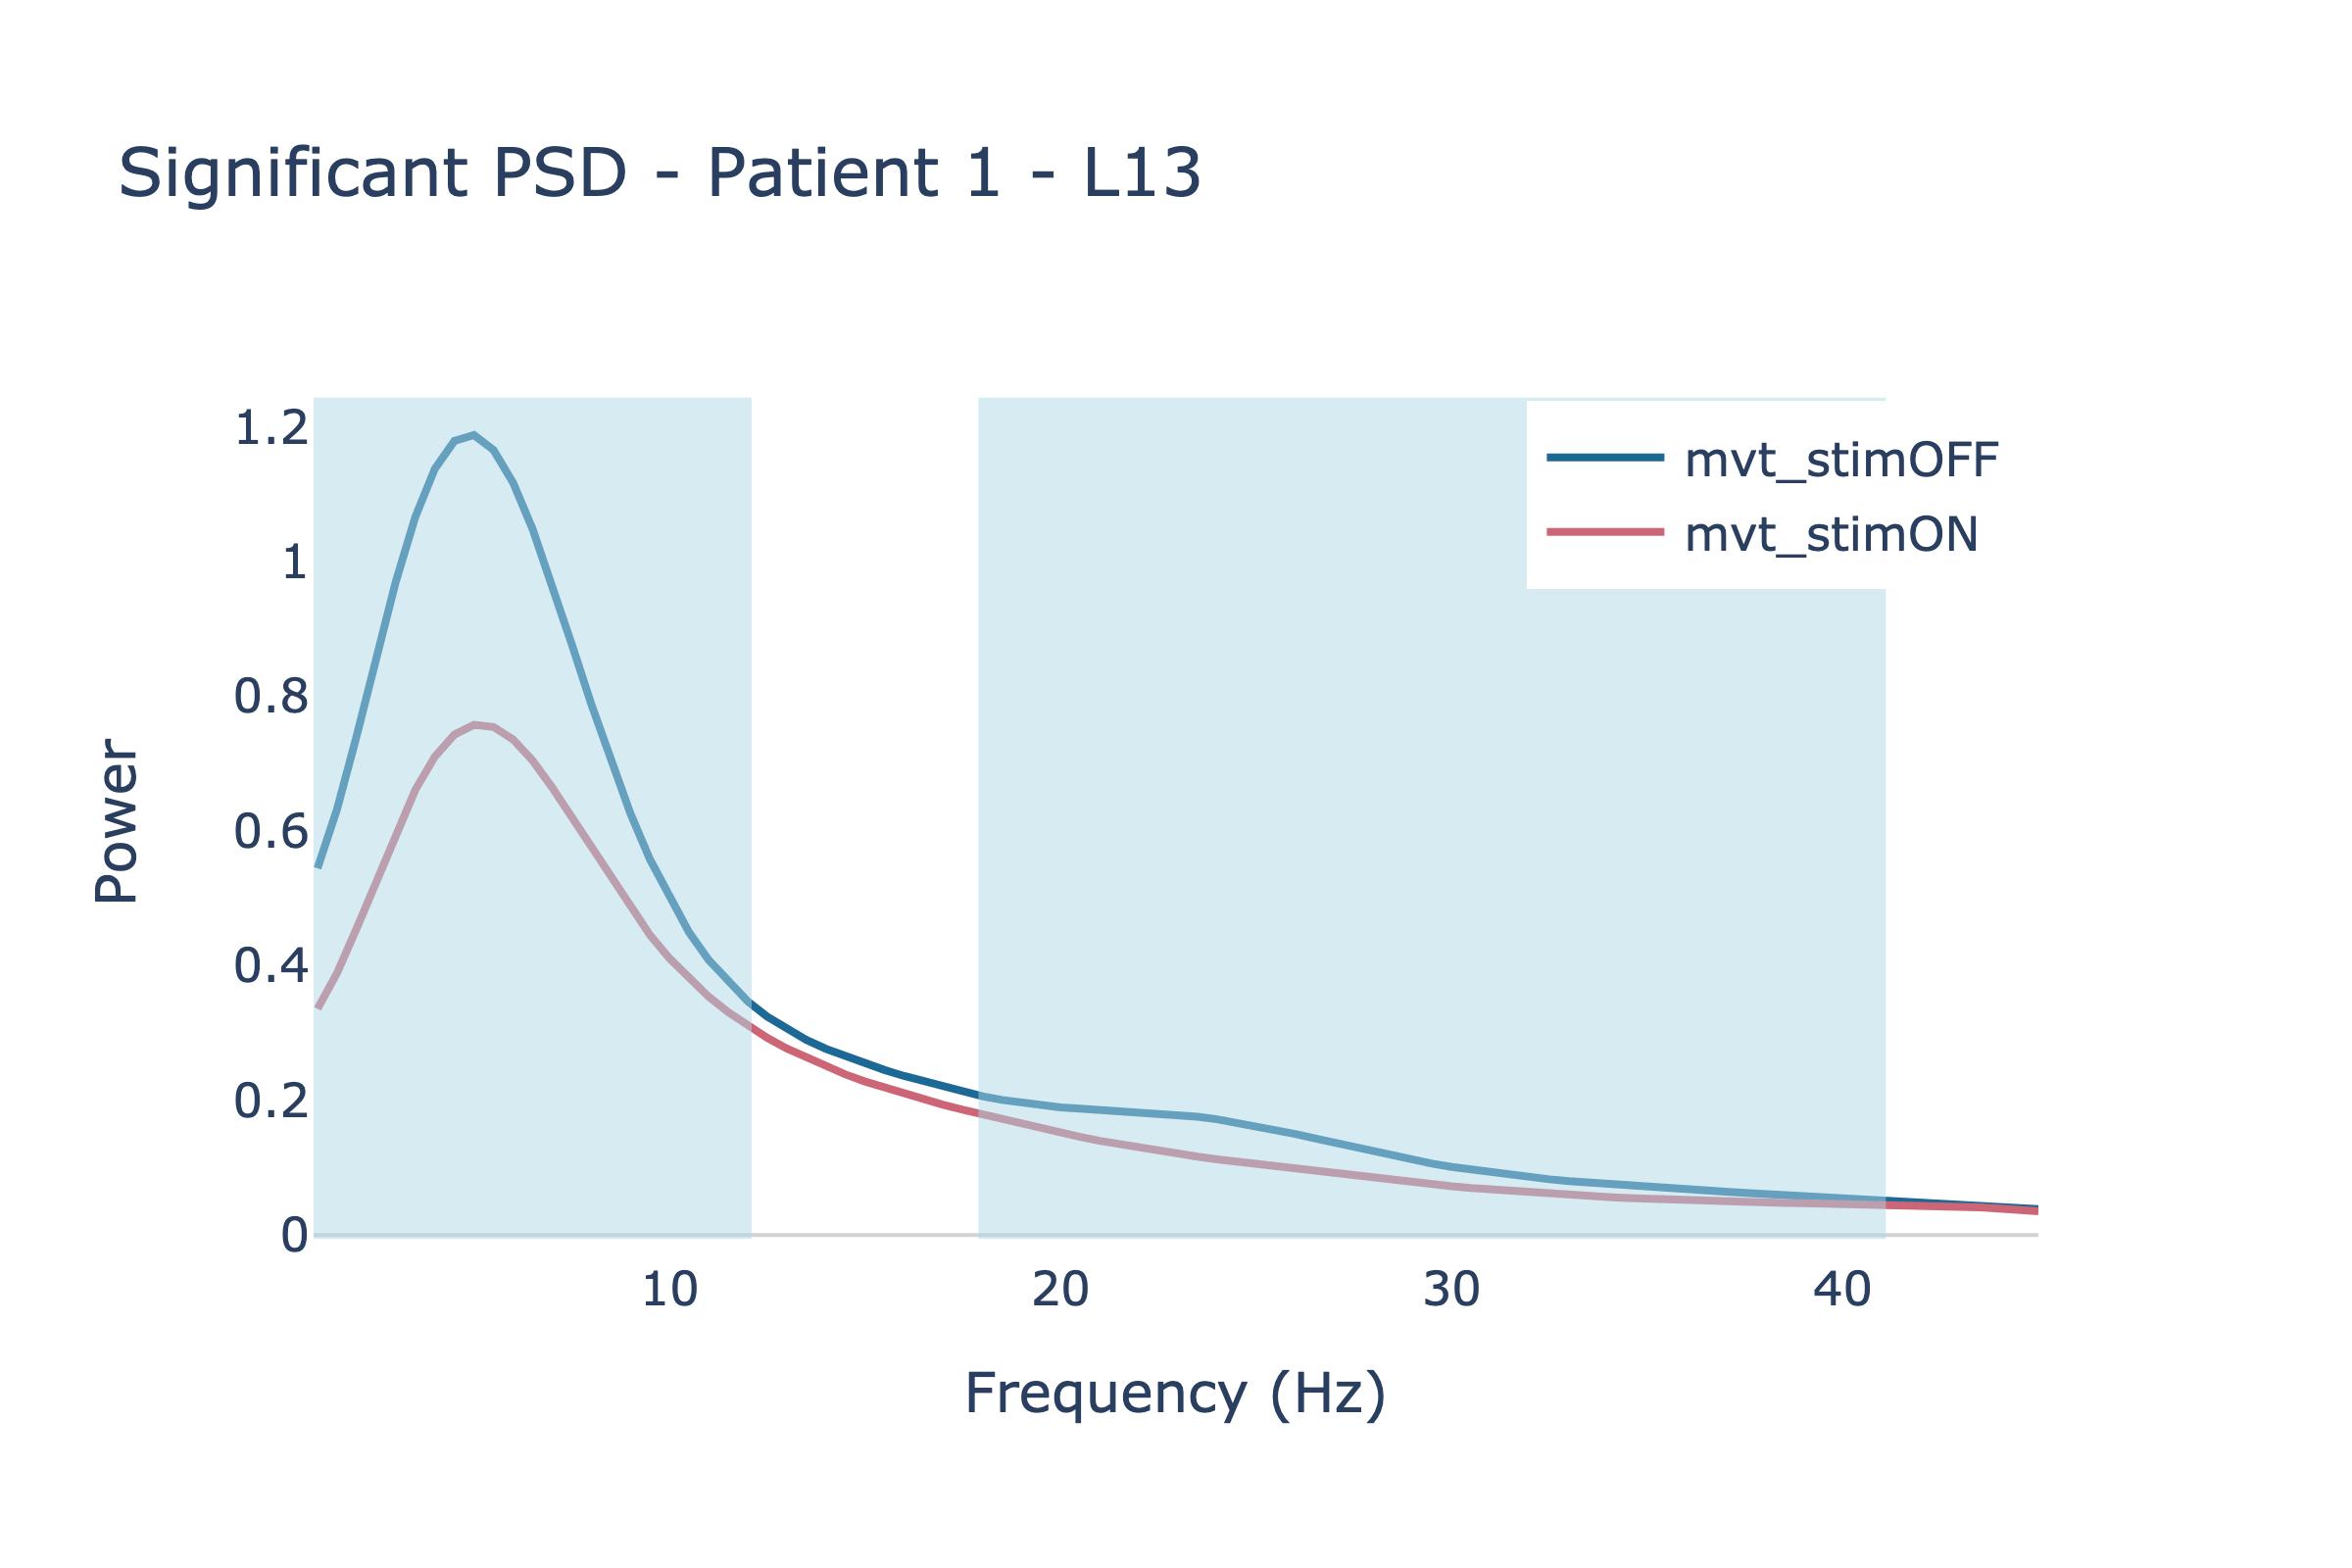 Significant PSD - Patient 1 - L13
mvt_stimOFF
mvt_stimON
Power
1.2
1
0.8
0.6
0.4
0.2
0
10 20 30 40
Frequency (Hz)